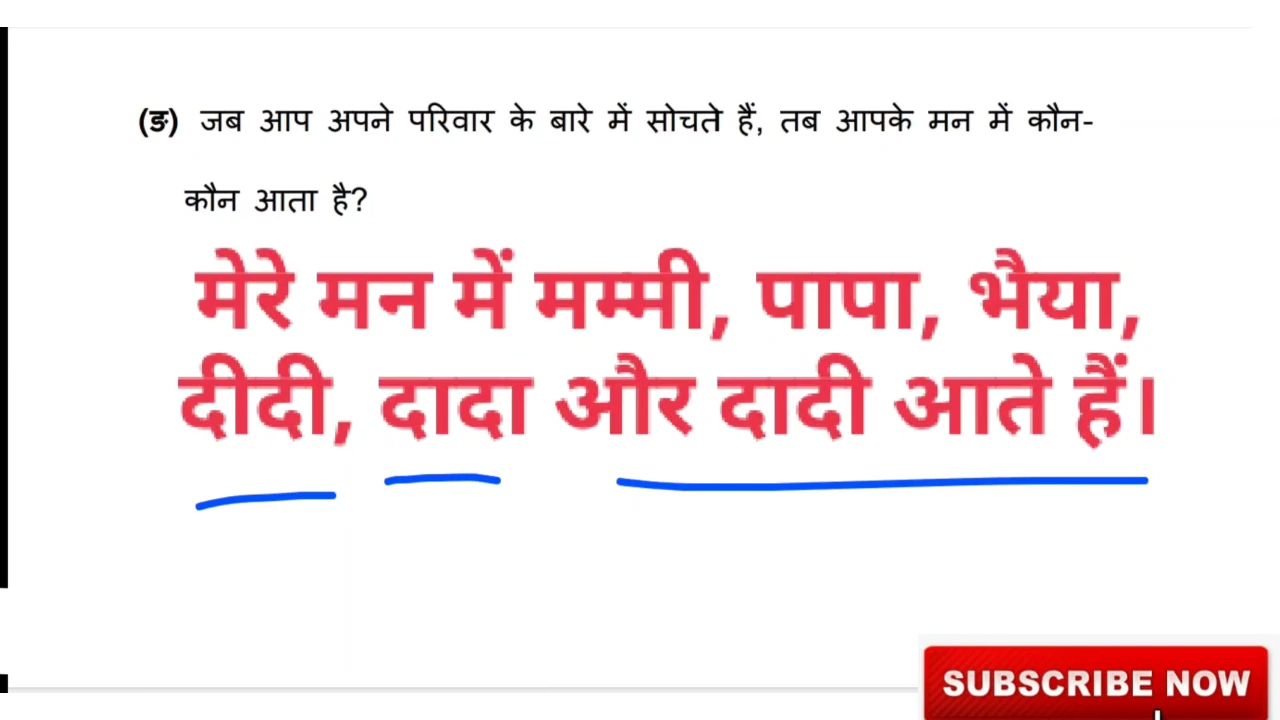 (ङ) जब आप अपने परिवार के बारे में सोचते हैं, तब आपके मन में कौन-
कौन आता है?
मेरे मन में मम्मी, पापा, भैया,
दीदी, दादा और दादी आते हैं।
SUBSCRIBE NOW